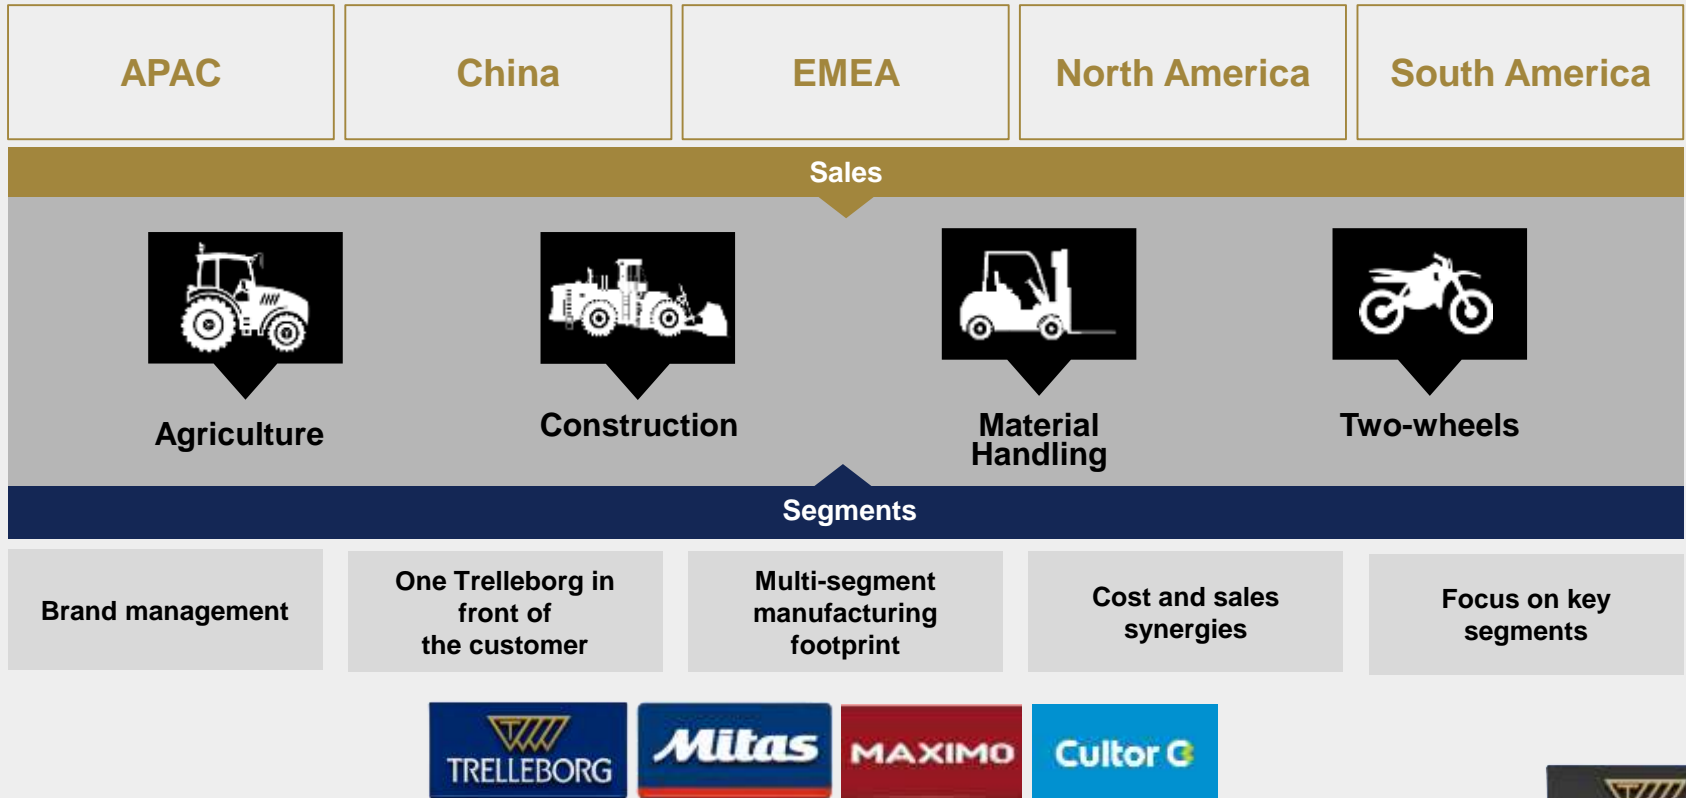 APAC
China
EMEA
North America
South America
Sales
Agriculture
Construction
Material
Handling
Two-wheels
Segments
Brand management
One Trelleborg in
front of
the customer
Multi-segment
manufacturing
footprint
Cost and sales
synergies
Focus on key
segments
TRELLEBORG
Mitas
MAXIMO
Cultor